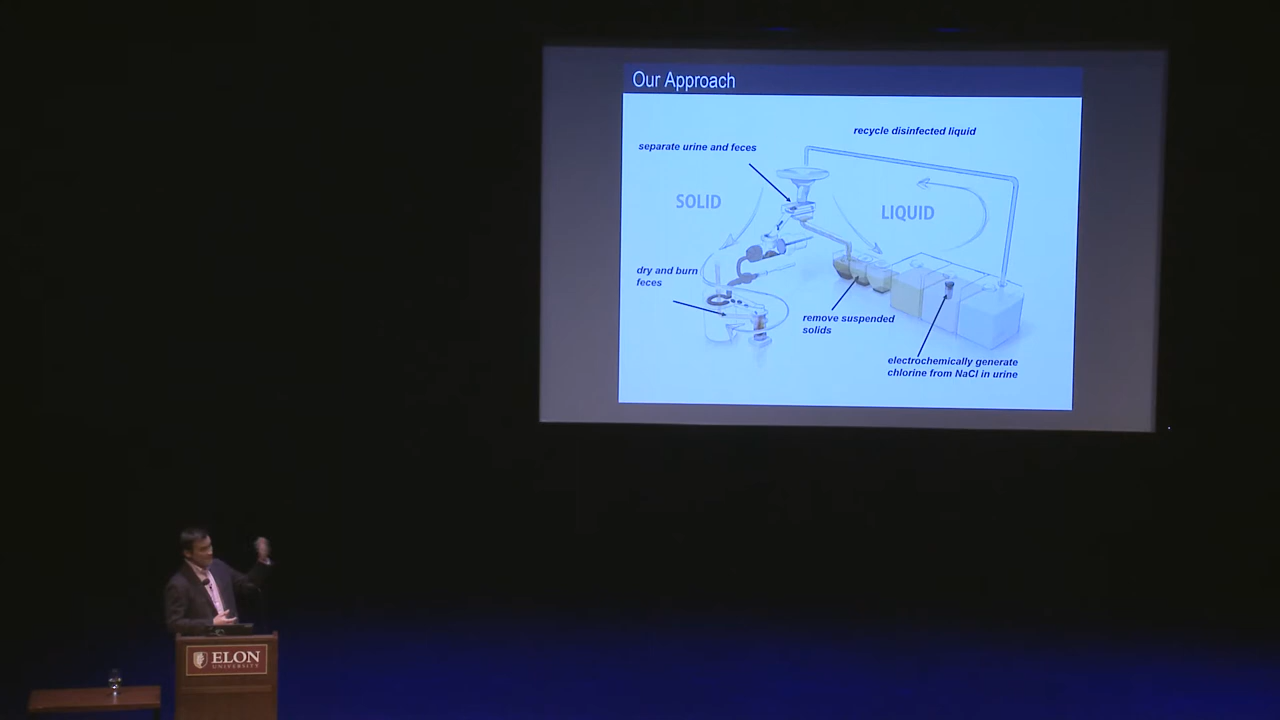 Our Approach
recycle disinfected liquid
separate urine and feces
SOLID
LIQUID
dry and burn
feces
remove suspended
solids
electrochemically generate
chlorine from NaCl in urine
ELON
UNIVERSITY